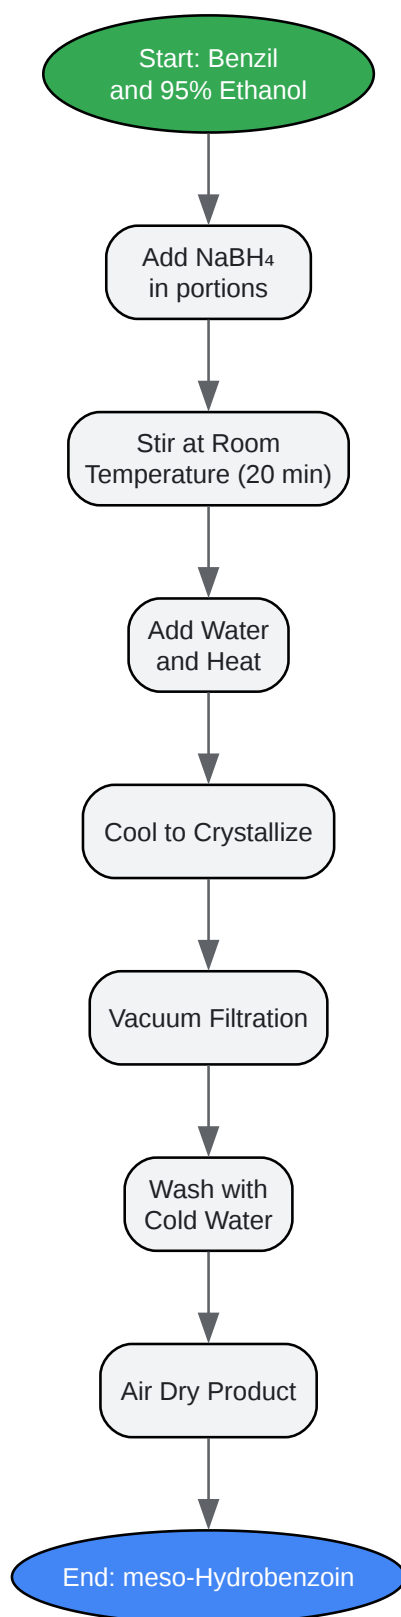 Start: Benzil
and 95% Ethanol
Add NaBH₄
in portions
Stir at Room
Temperature (20 min)
Add Water
and Heat
Cool to Crystallize
Vacuum Filtration
Wash with
Cold Water
Air Dry Product
End: meso-Hydrobenzoin